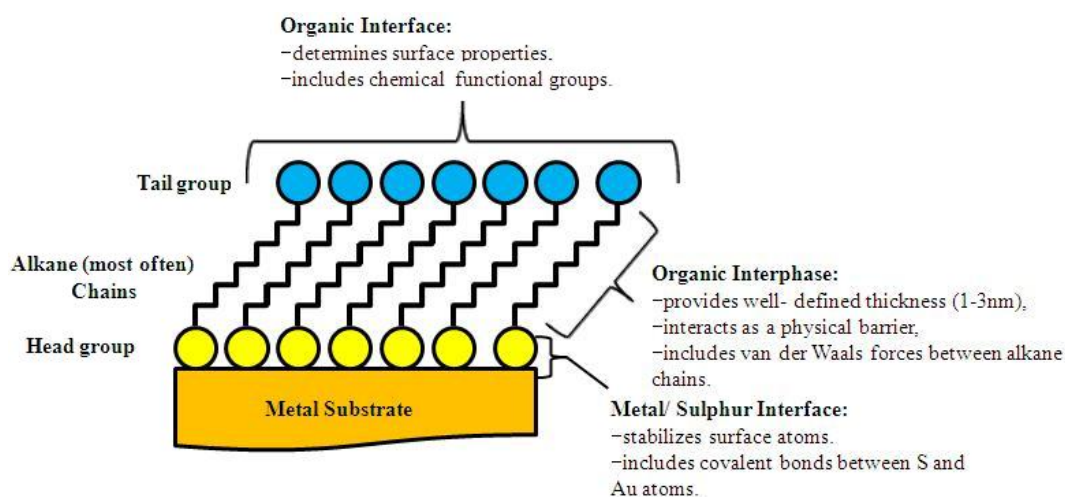 Organic Interface:
−determines surface properties.
−includes chemical functional groups.
Tail group
Alkane (most often)
Chains
Head group
Metal Substrate
Organic Interphase:
−provides well- defined thickness (1-3nm),
−interacts as a physical barrier,
−includes van der Waals forces between alkane
chains.
Metal/ Sulphur Interface:
−stabilizes surface atoms.
−includes covalent bonds between S and
Au atoms.